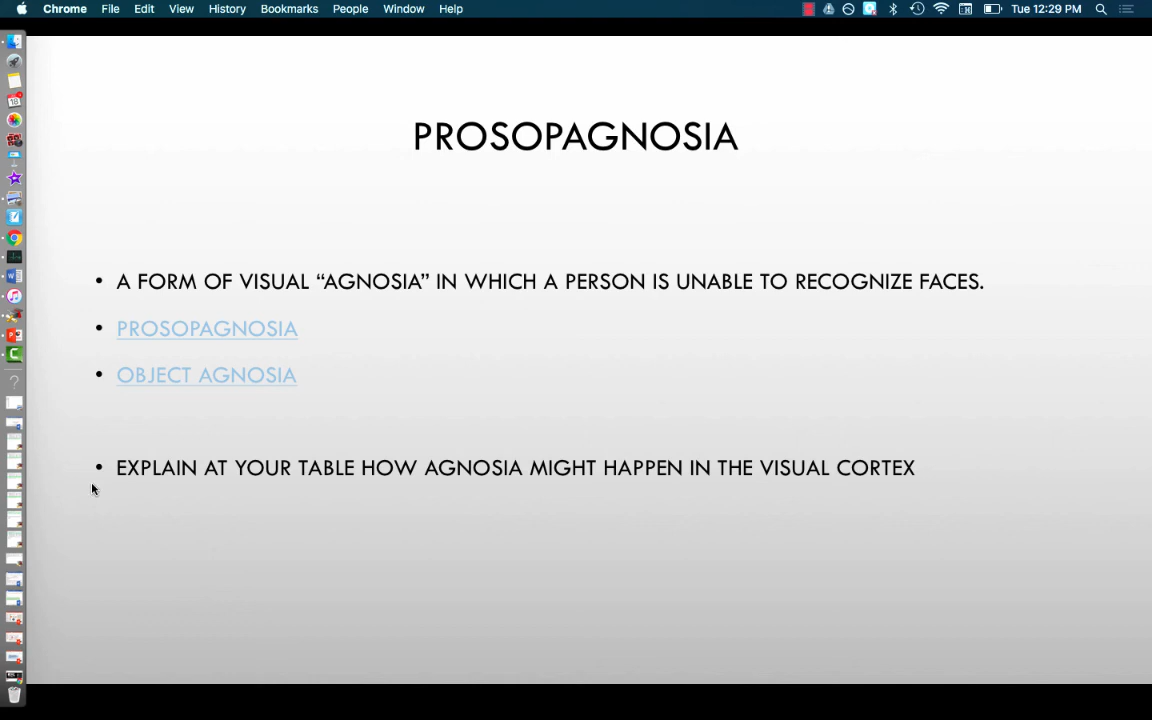 Chrome File Edit View History Bookmarks People Window Help Tue 12:29 PM
PROSOPAGNOSIA
• A FORM OF VISUAL “AGNOSIA” IN WHICH A PERSON IS UNABLE TO RECOGNIZE FACES.
• PROSOPAGNOSIA
• OBJECT AGNOSIA
• EXPLAIN AT YOUR TABLE HOW AGNOSIA MIGHT HAPPEN IN THE VISUAL CORTEX